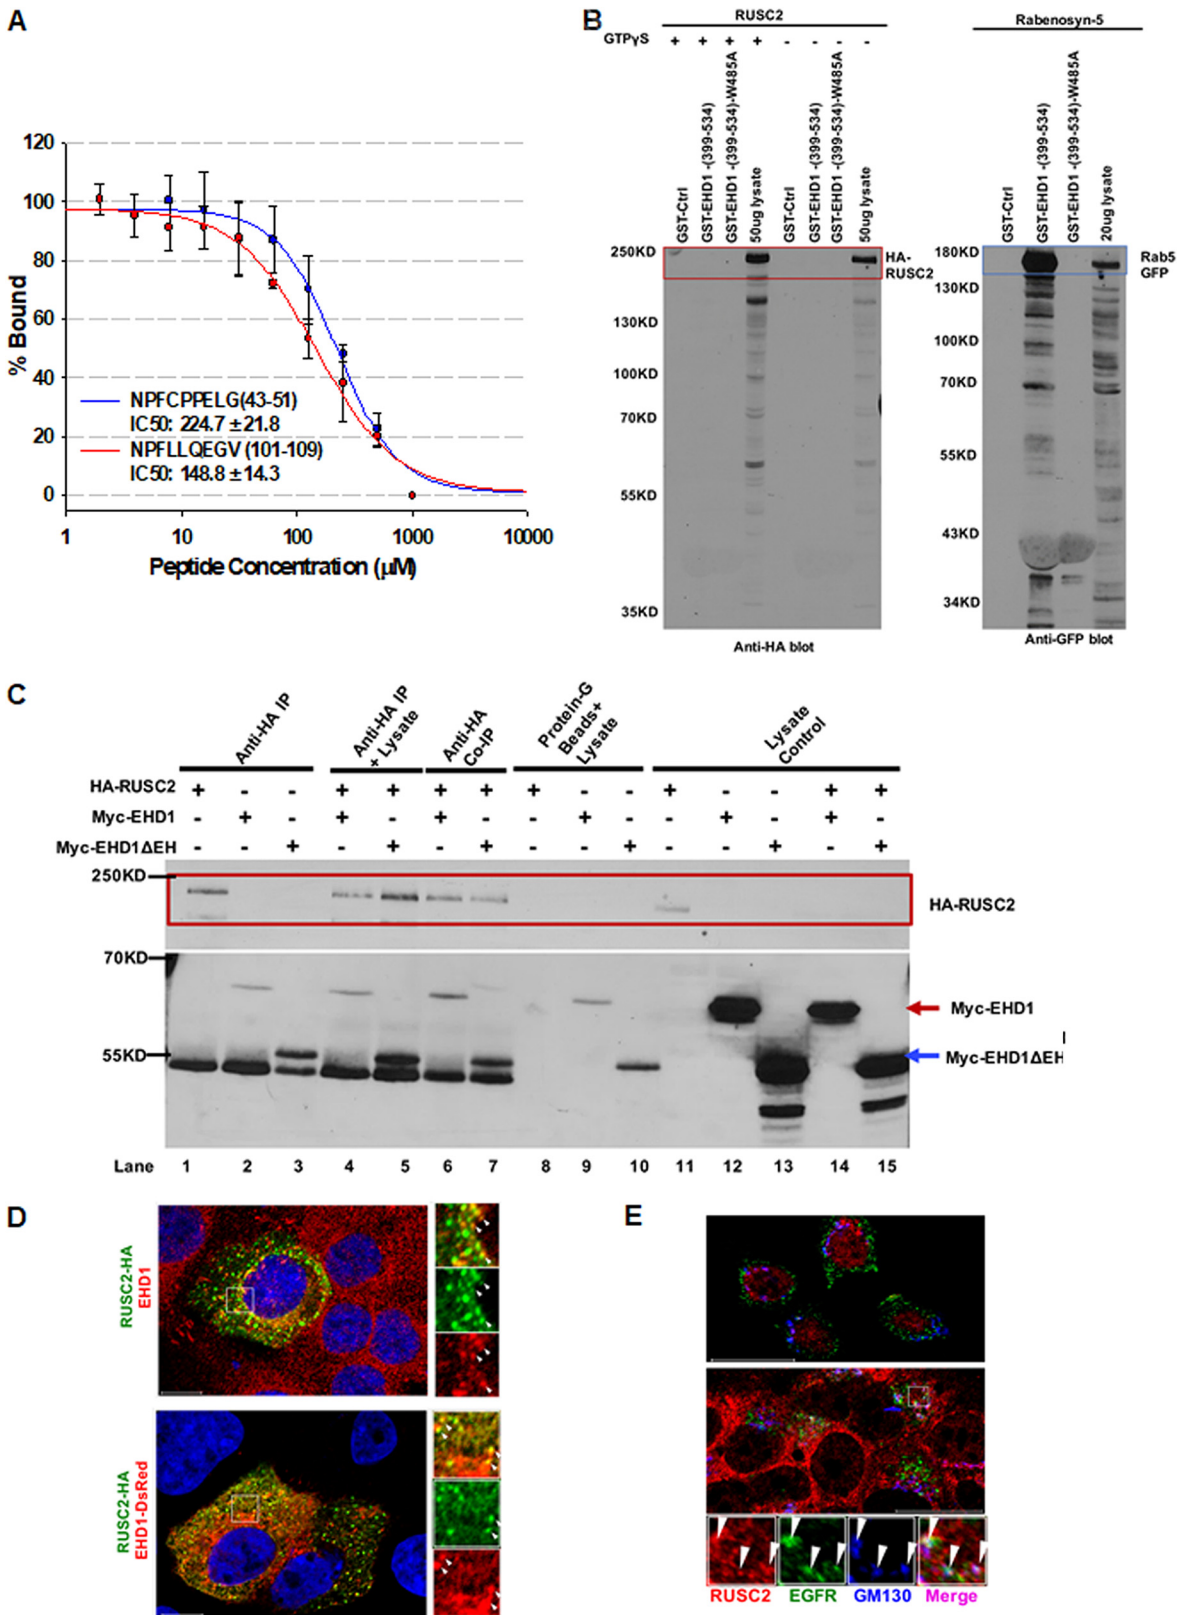 A
120
100
80
60
40
20
0
% Bound
NPFCPPELG(43-51)
IC50: 224.7 ± 21.8
NPFLLQEGV (101-109)
IC50: 148.8 ± 14.3
1
10
100
1000
10000
Peptide Concentration (µM)
B
RUSC2
GTPγS
+ + + + - - - -
GST-Ctrl
GST-EHD1 -(399-534)
GST-EHD1 -(399-534)-W485A
50ug lysate
GST-Ctrl
GST-EHD1 -(399-534)
GST-EHD1 -(399-534)-W485A
50ug lysate
250KD
130KD
100KD
70KD
55KD
35KD
HA-
RUSC2
Anti-HA blot
Rabenosyn-5
GST-Ctrl
GST-EHD1 -(399-534)
GST-EHD1 -(399-534)-W485A
20ug lysate
180KD
130KD
100KD
70KD
55KD
43KD
34KD
Rab5
GFP
Anti-GFP blot
C
Anti-HA IP
Anti-HA IP
+ Lysate
Anti-HA
Co-IP
Protein-G
Beads+
Lysate
Lysate
Control
HA-RUSC2 + - - + + + + + - - + - - + +
Myc-EHD1 - + - + - + - - + - - + - + -
Myc-EHD1ΔEH - - + - + - + - - + - - + - +
250KD
HA-RUSC2
70KD
55KD
Myc-EHD1
Myc-EHD1ΔEH
Lane 1 2 3 4 5 6 7 8 9 10 11 12 13 14 15
D
RUSC2-HA
EHD1
RUSC2-HA
EHD1-DsRed
E
RUSC2 EGFR GM130 Merge